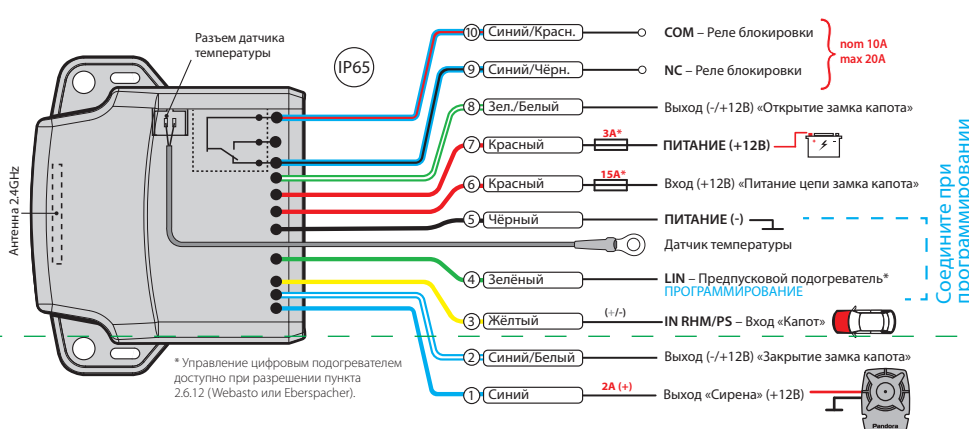 Разъем датчика
температуры
IP65
Антенна 2.4GHz
10 Синий/Красн. COM – Реле блокировки
nom 10A
max 20A
9 Синий/Чёрн. NC – Реле блокировки
8 Зел./Белый Выход (-/+12В) «Открытие замка капота»
7 Красный 3A* ПИТАНИЕ (+12В)
6 Красный 15A* Вход (+12В) «Питание цепи замка капота»
5 Чёрный ПИТАНИЕ (-)
Датчик температуры
4 Зелёный LIN – Предпусковой подогреватель*
ПРОГРАММИРОВАНИЕ
3 Жёлтый (+/-) IN RHM/PS – Вход «Капот»
2 Синий/Белый Выход (-/+12В) «Закрытие замка капота»
1 Синий 2A (+) Выход «Сирена» (+12В)
Pandora
Соедините при
программировании
* Управление цифровым подогревателем
доступно при разрешении пункта
2.6.12 (Webasto или Eberspacher).